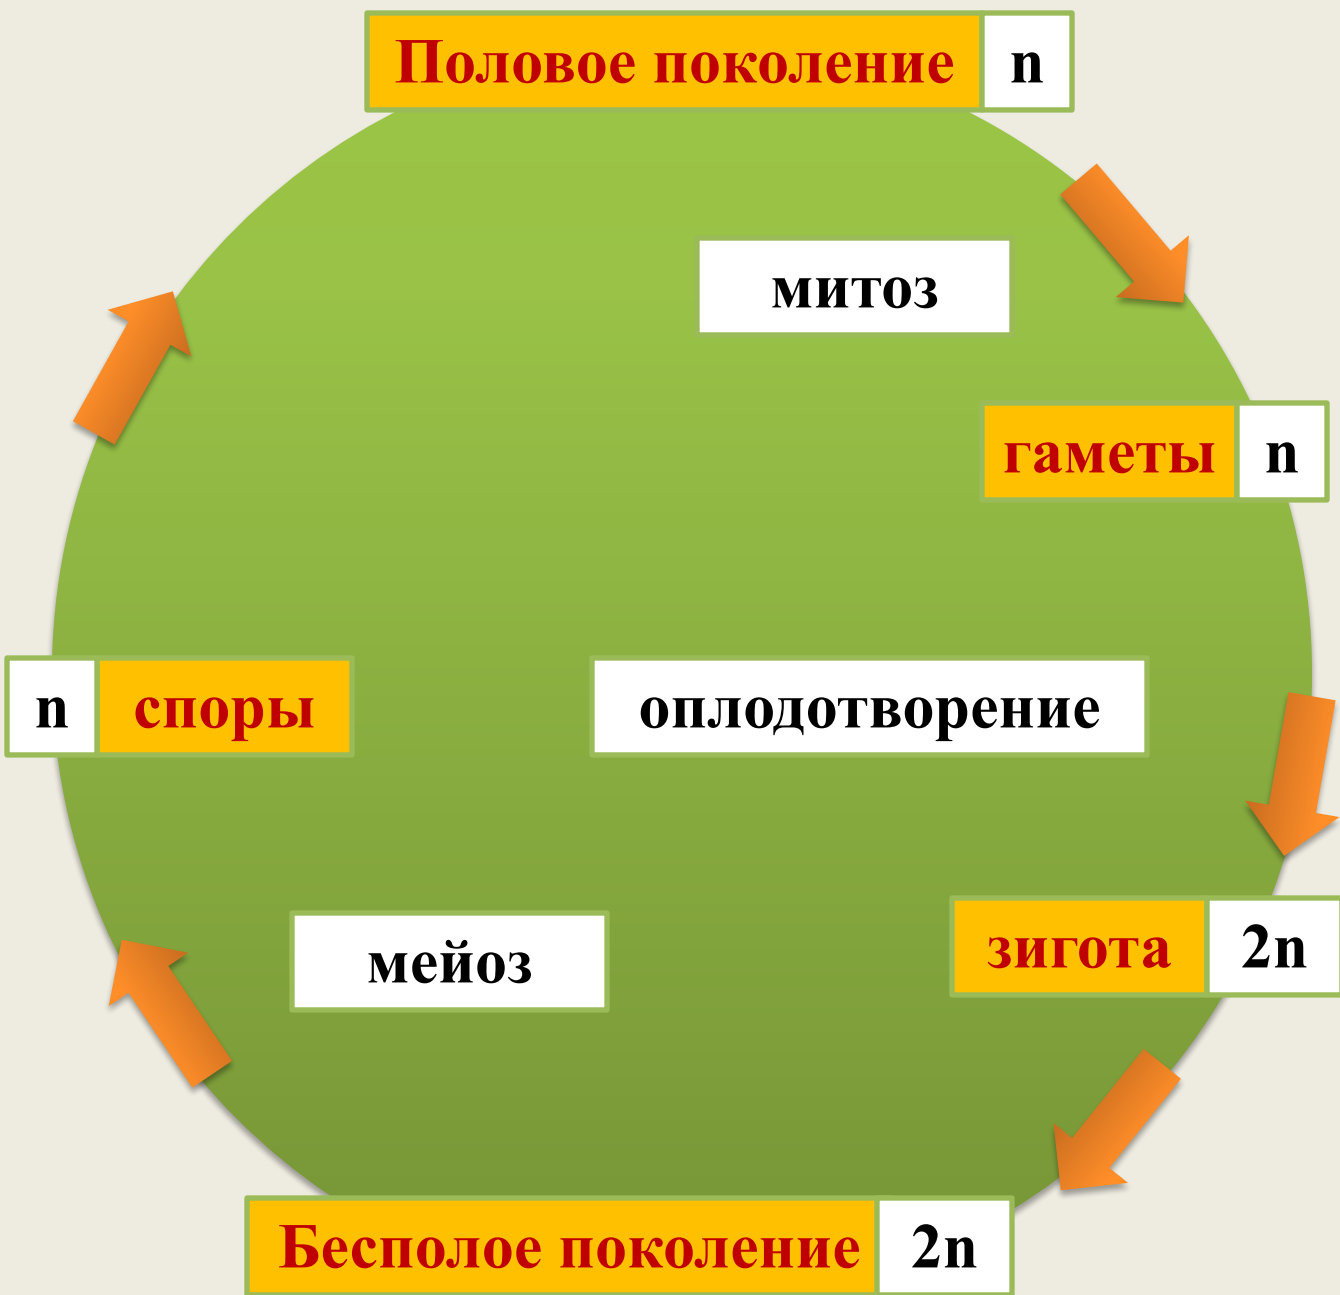 Половое поколение n
митоз
гаметы n
n споры
оплодотворение
мейоз
зигота 2n
Бесполое поколение 2n